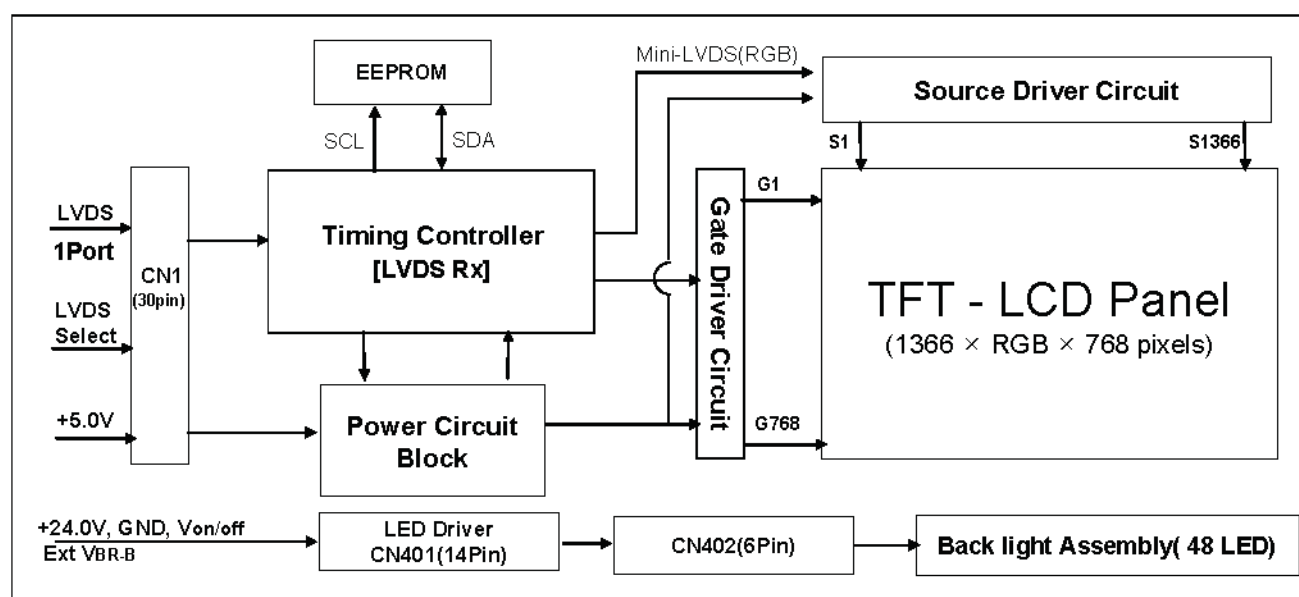 EEPROM
Mini-LVDS(RGB)
Source Driver Circuit
SCL
SDA
S1
S1366
LVDS
1Port
CN1
(30pin)
LVDS
Select
+5.0V
Timing Controller
[LVDS Rx]
Power Circuit
Block
Gate Driver Circuit
G1
G768
TFT - LCD Panel
(1366 × RGB × 768 pixels)
+24.0V, GND, Von/off
Ext VBR-B
LED Driver
CN401(14Pin)
CN402(6Pin)
Back light Assembly( 48 LED)